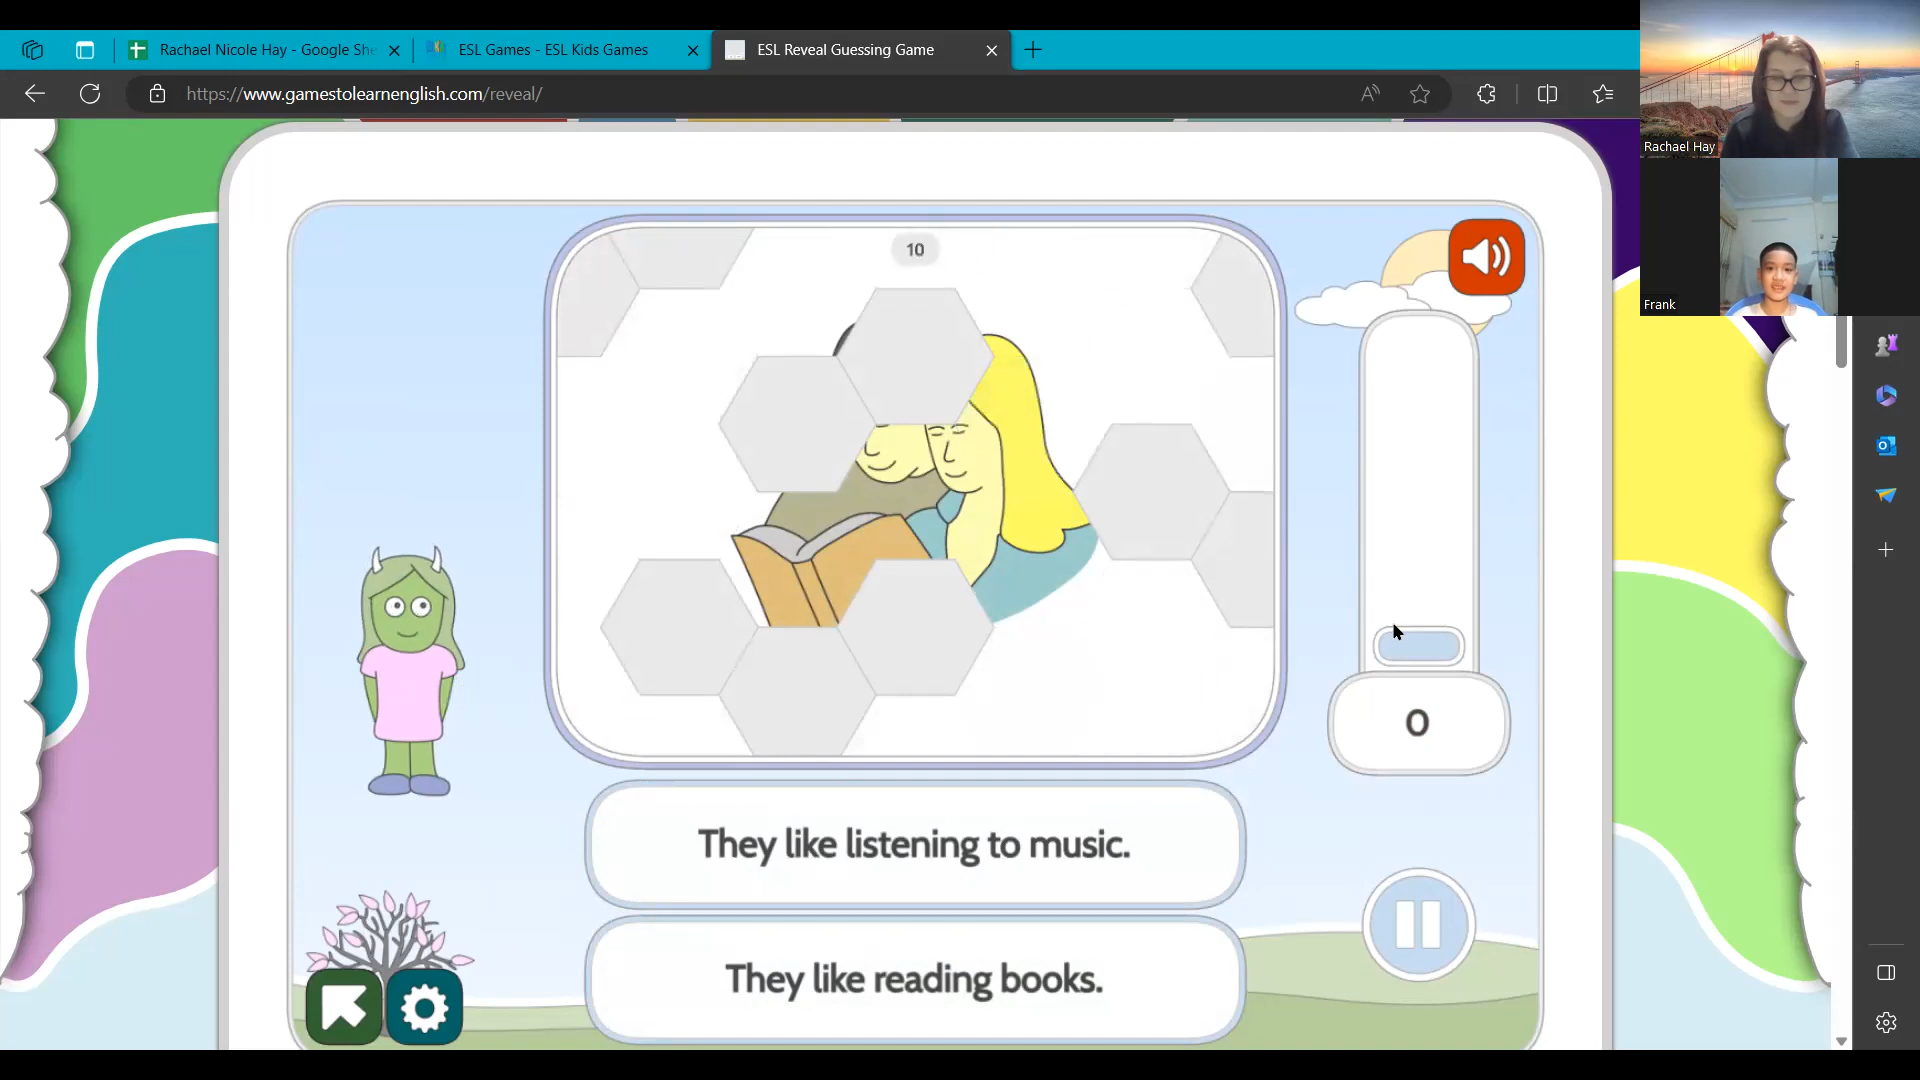 Rachael Nicole Hay - Google She
ESL Games - ESL Kids Games
ESL Reveal Guessing Game
https://www.gamestolearnenglish.com/reveal/
Rachael Hay
Frank
10
0
They like listening to music.
They like reading books.